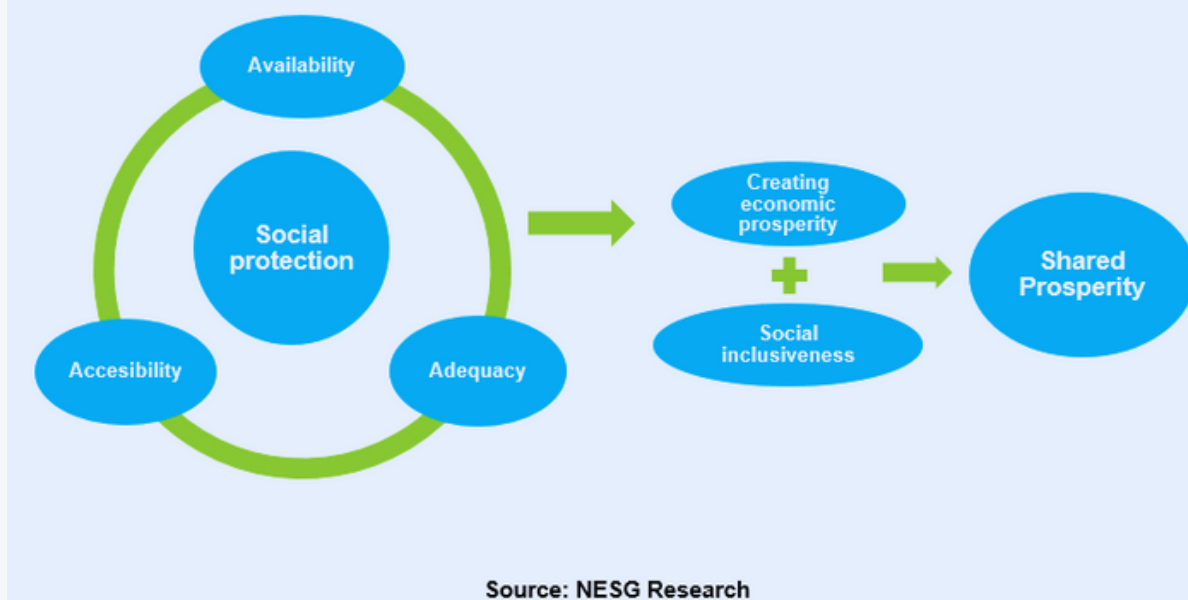 Availability
Social
protection
Accesibility
Adequacy
Creating
economic
prosperity
Social
inclusiveness
Shared
Prosperity
Source: NESG Research